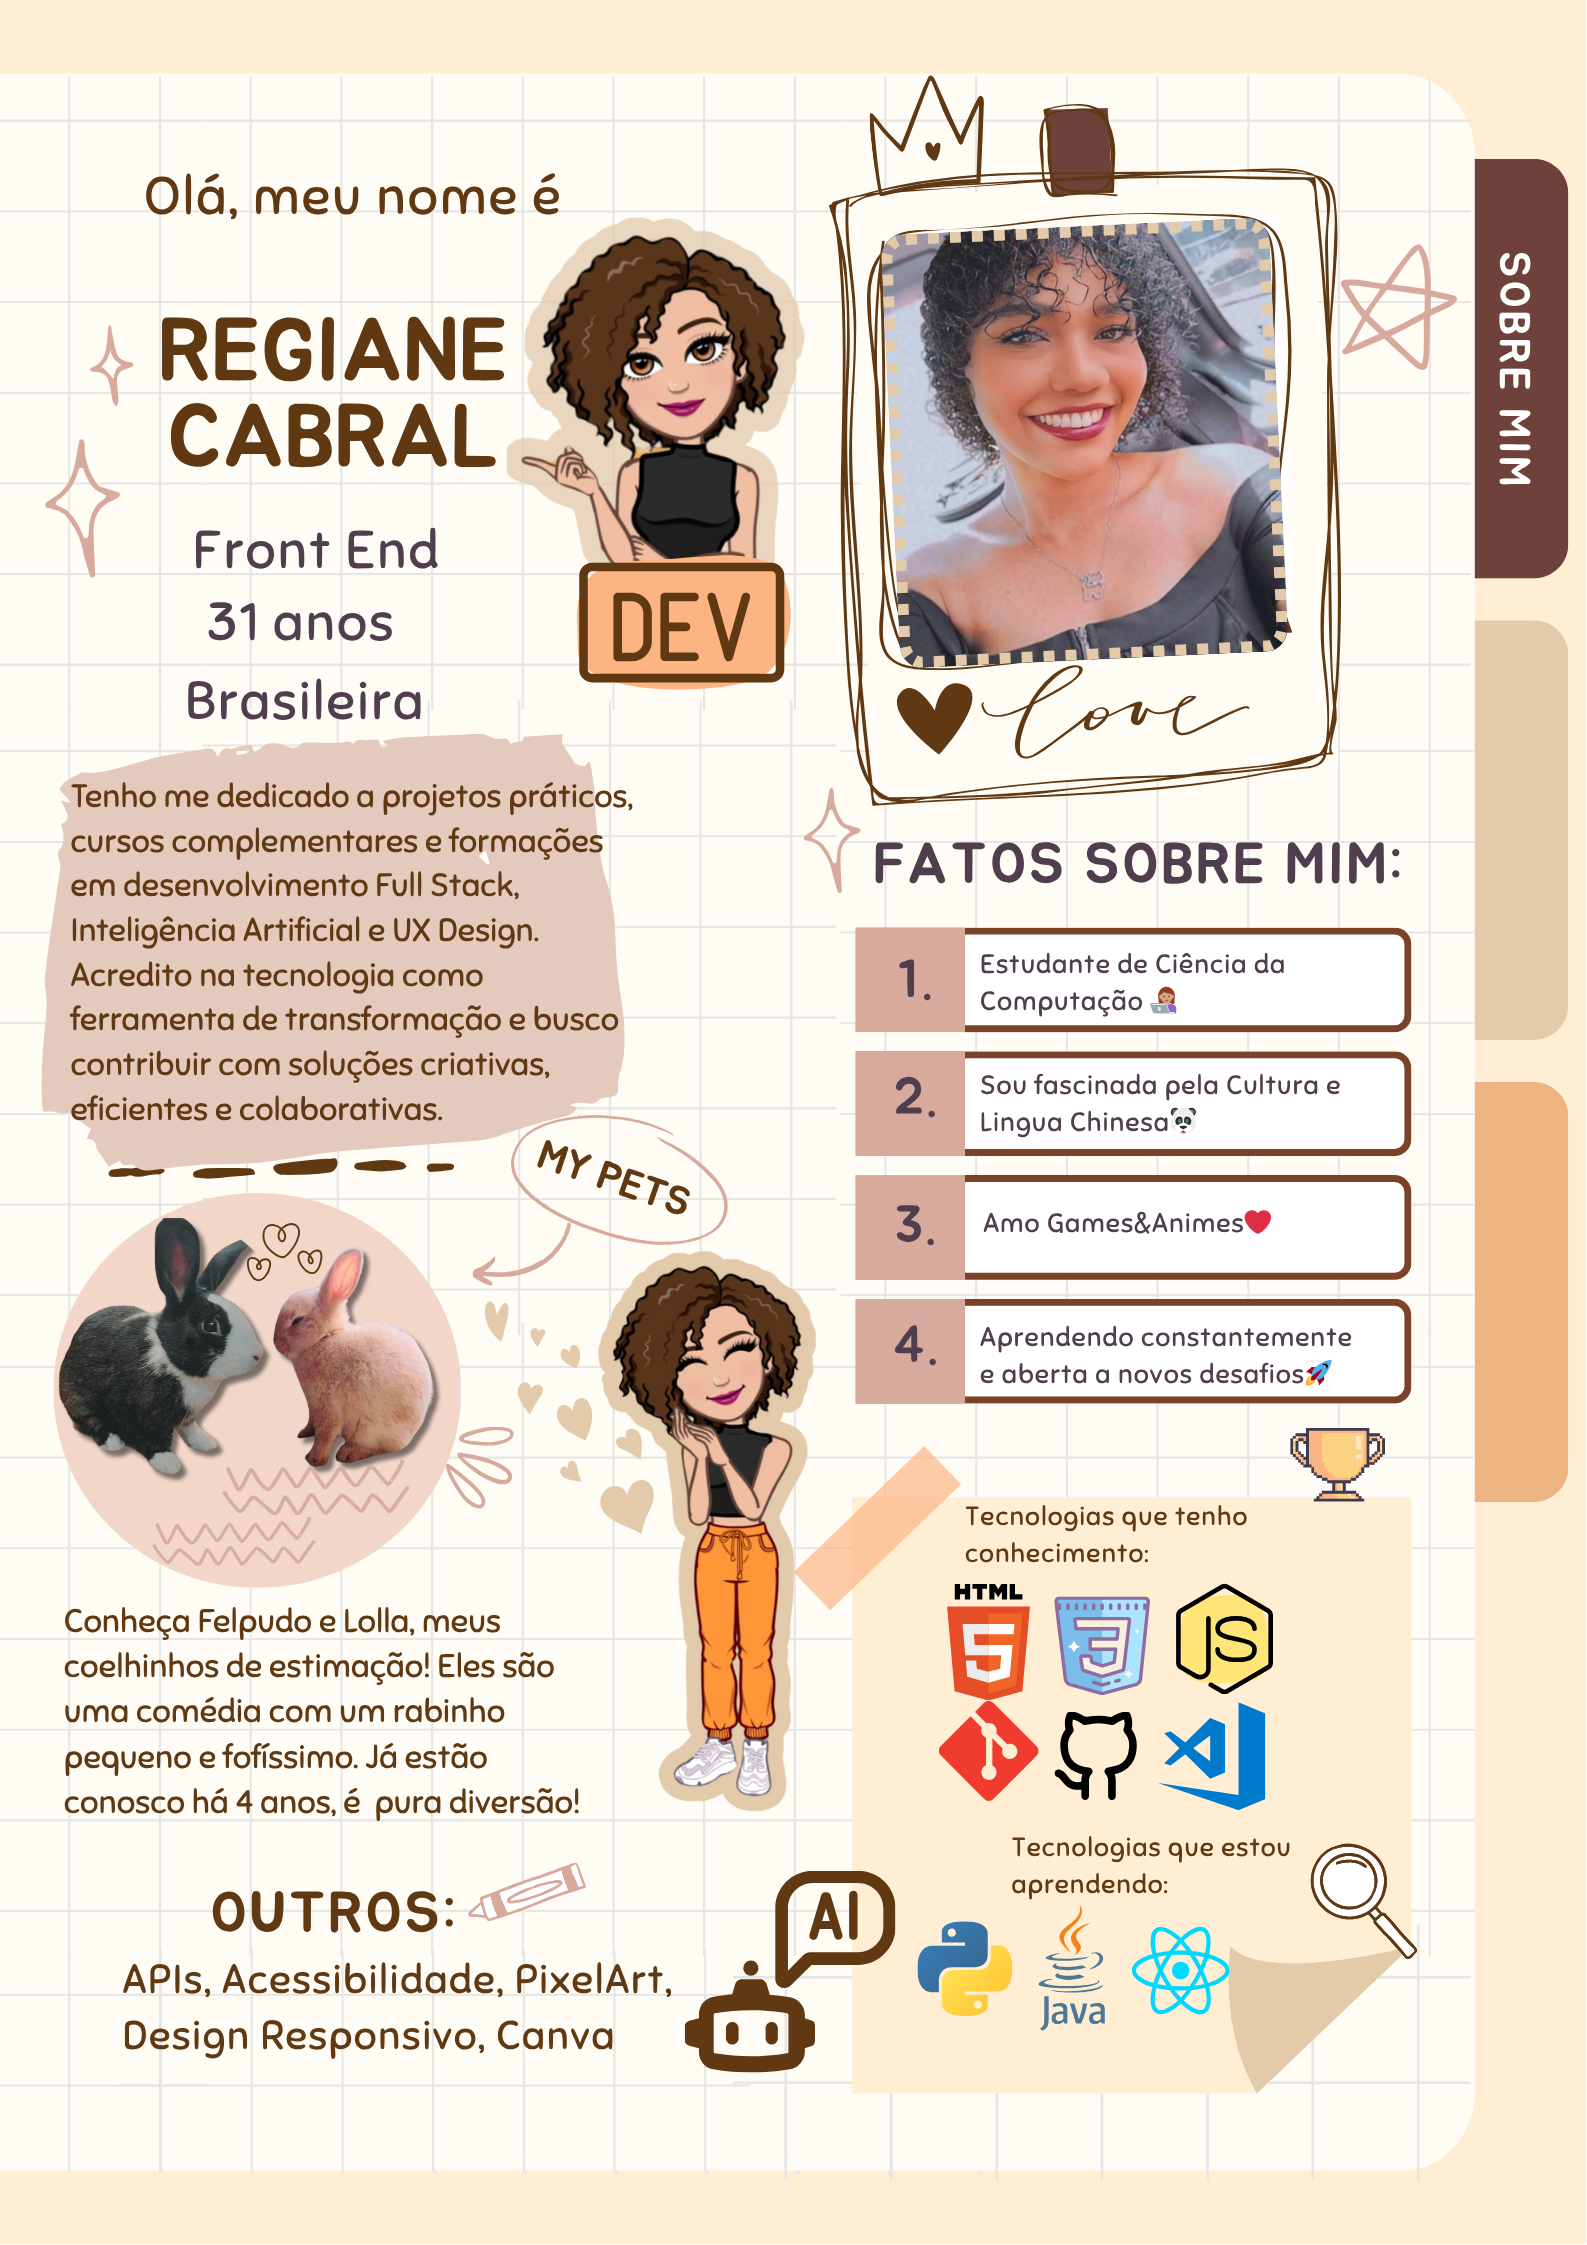 Olá, meu nome é
REGIANE
CABRAL
Front End
31 anos
Brasileira
DEV
love
SOBRE MIM
Tenho me dedicado a projetos práticos,
cursos complementares e formações
em desenvolvimento Full Stack,
Inteligência Artificial e UX Design.
Acredito na tecnologia como
ferramenta de transformação e busco
contribuir com soluções criativas,
eficientes e colaborativas.
MY PETS
Conheça Felpudo e Lolla, meus
coelhinhos de estimação! Eles são
uma comédia com um rabinho
pequeno e fofíssimo. Já estão
conosco há 4 anos, é  pura diversão!
OUTROS:
APIs, Acessibilidade, PixelArt,
Design Responsivo, Canva
AI
FATOS SOBRE MIM:
1. Estudante de Ciência da
Computação 👩🏽‍💻
2. Sou fascinada pela Cultura e
Lingua Chinesa🐼
3. Amo Games&Animes❤️
4. Aprendendo constantemente
e aberta a novos desafios🚀
Tecnologias que tenho
conhecimento:
HTML
5 3 JS
Tecnologias que estou
aprendendo:
Java